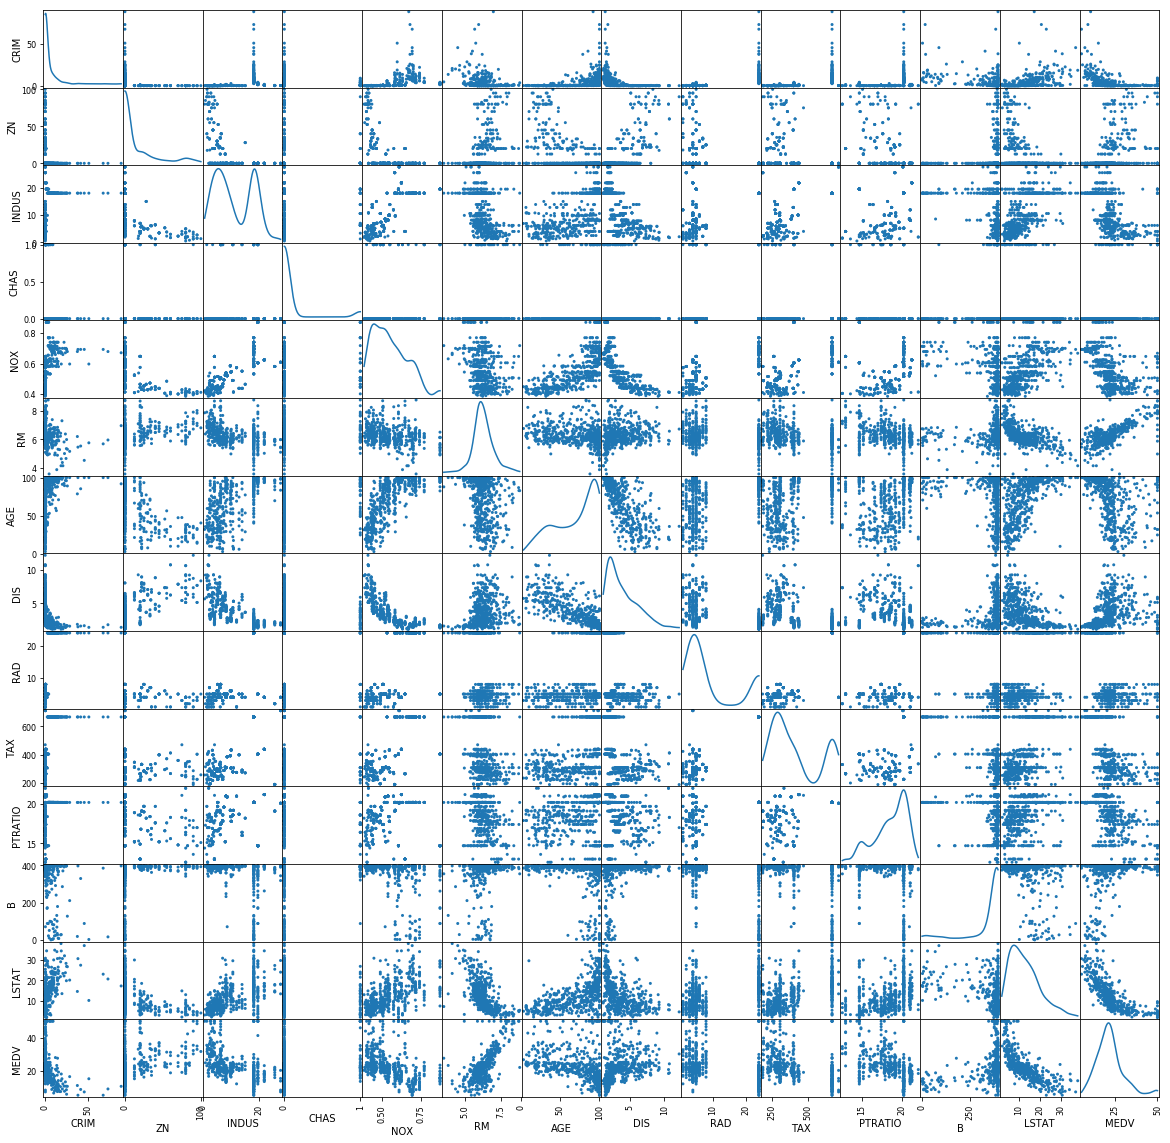 CRIM 50 0
ZN 100 50 0
INDUS 20 10 0
CHAS 1.0 0.5 0.0
NOX 0.8 0.6 0.4
RM 8 6 4
AGE 100 50 0
DIS 10 5
RAD 20 10
TAX 600 400 200
PTRATIO 20 15
B 400 200 0
LSTAT 30 20 10
MEDV 40 20
0 50 0 100 0 20 0 1 0.50 0.75 5.0 7.5 0 50 100 5 10 10 20 250 500 15 20 0 250 10 20 30 25 50
CRIM ZN INDUS CHAS NOX RM AGE DIS RAD TAX PTRATIO B LSTAT MEDV